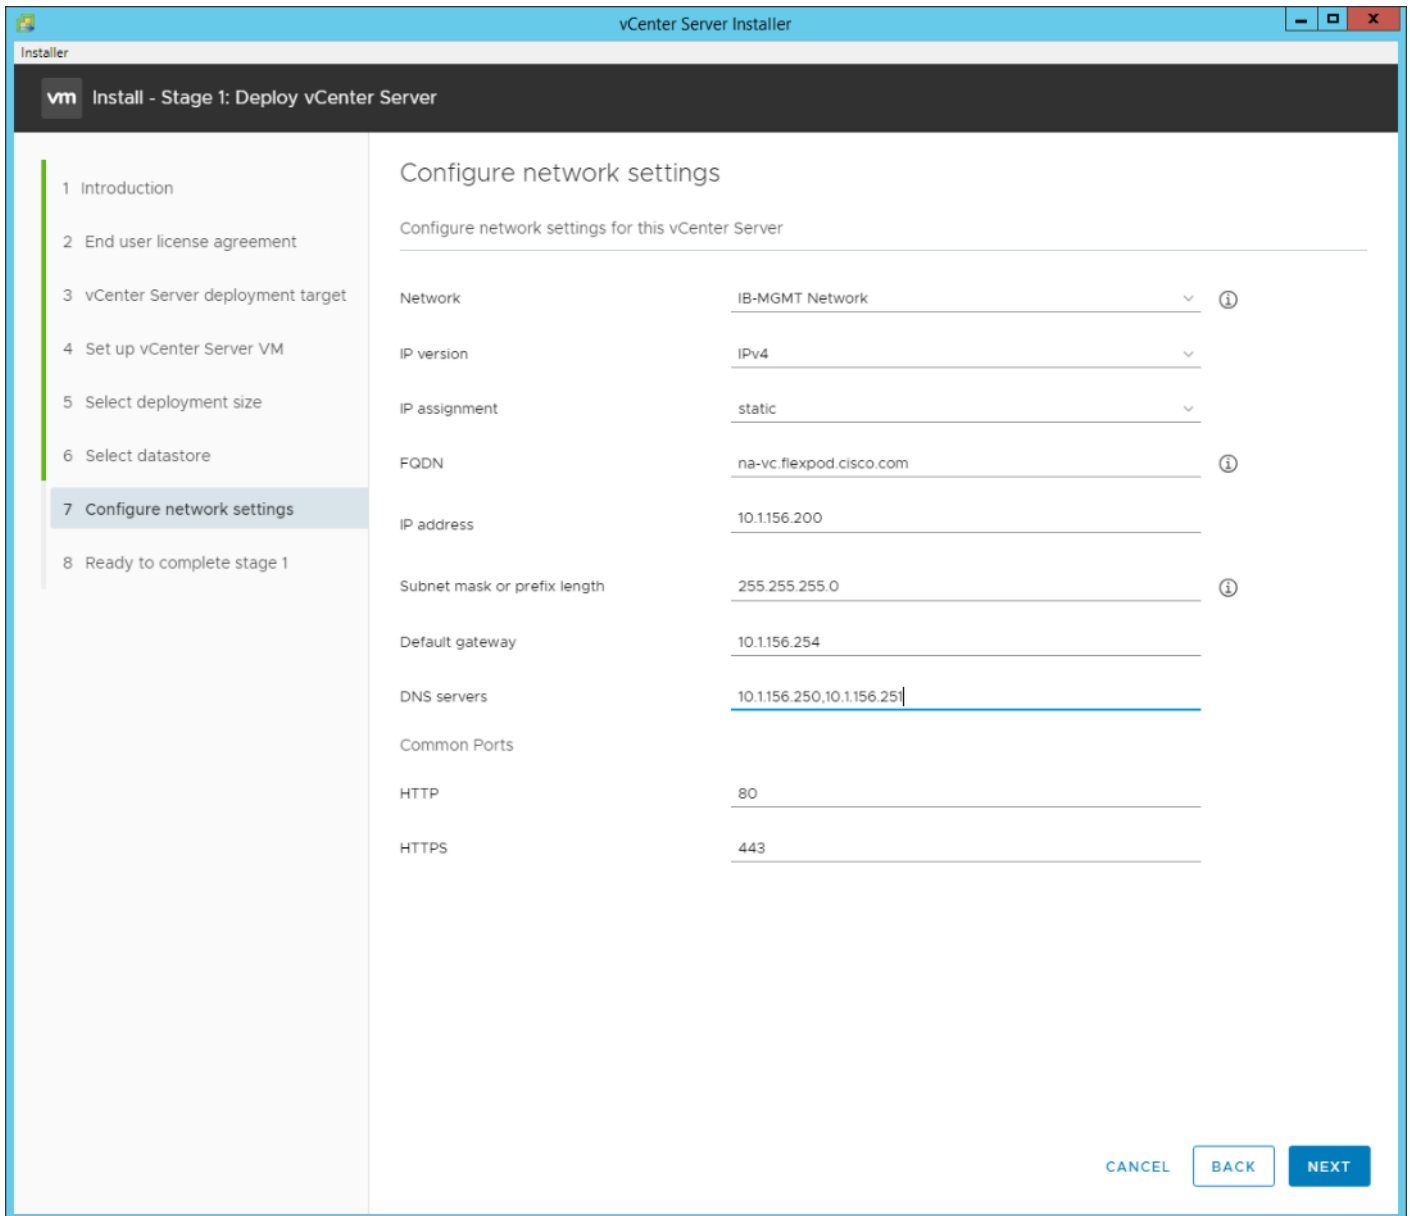 vCenter Server Installer
Installer
vm Install - Stage 1: Deploy vCenter Server
1 Introduction
2 End user license agreement
3 vCenter Server deployment target
4 Set up vCenter Server VM
5 Select deployment size
6 Select datastore
7 Configure network settings
8 Ready to complete stage 1
Configure network settings
Configure network settings for this vCenter Server
Network IB-MGMT Network
IP version IPv4
IP assignment static
FQDN na-vc.flexpod.cisco.com
IP address 10.1.156.200
Subnet mask or prefix length 255.255.255.0
Default gateway 10.1.156.254
DNS servers 10.1.156.250,10.1.156.251
Common Ports
HTTP 80
HTTPS 443
CANCEL BACK NEXT